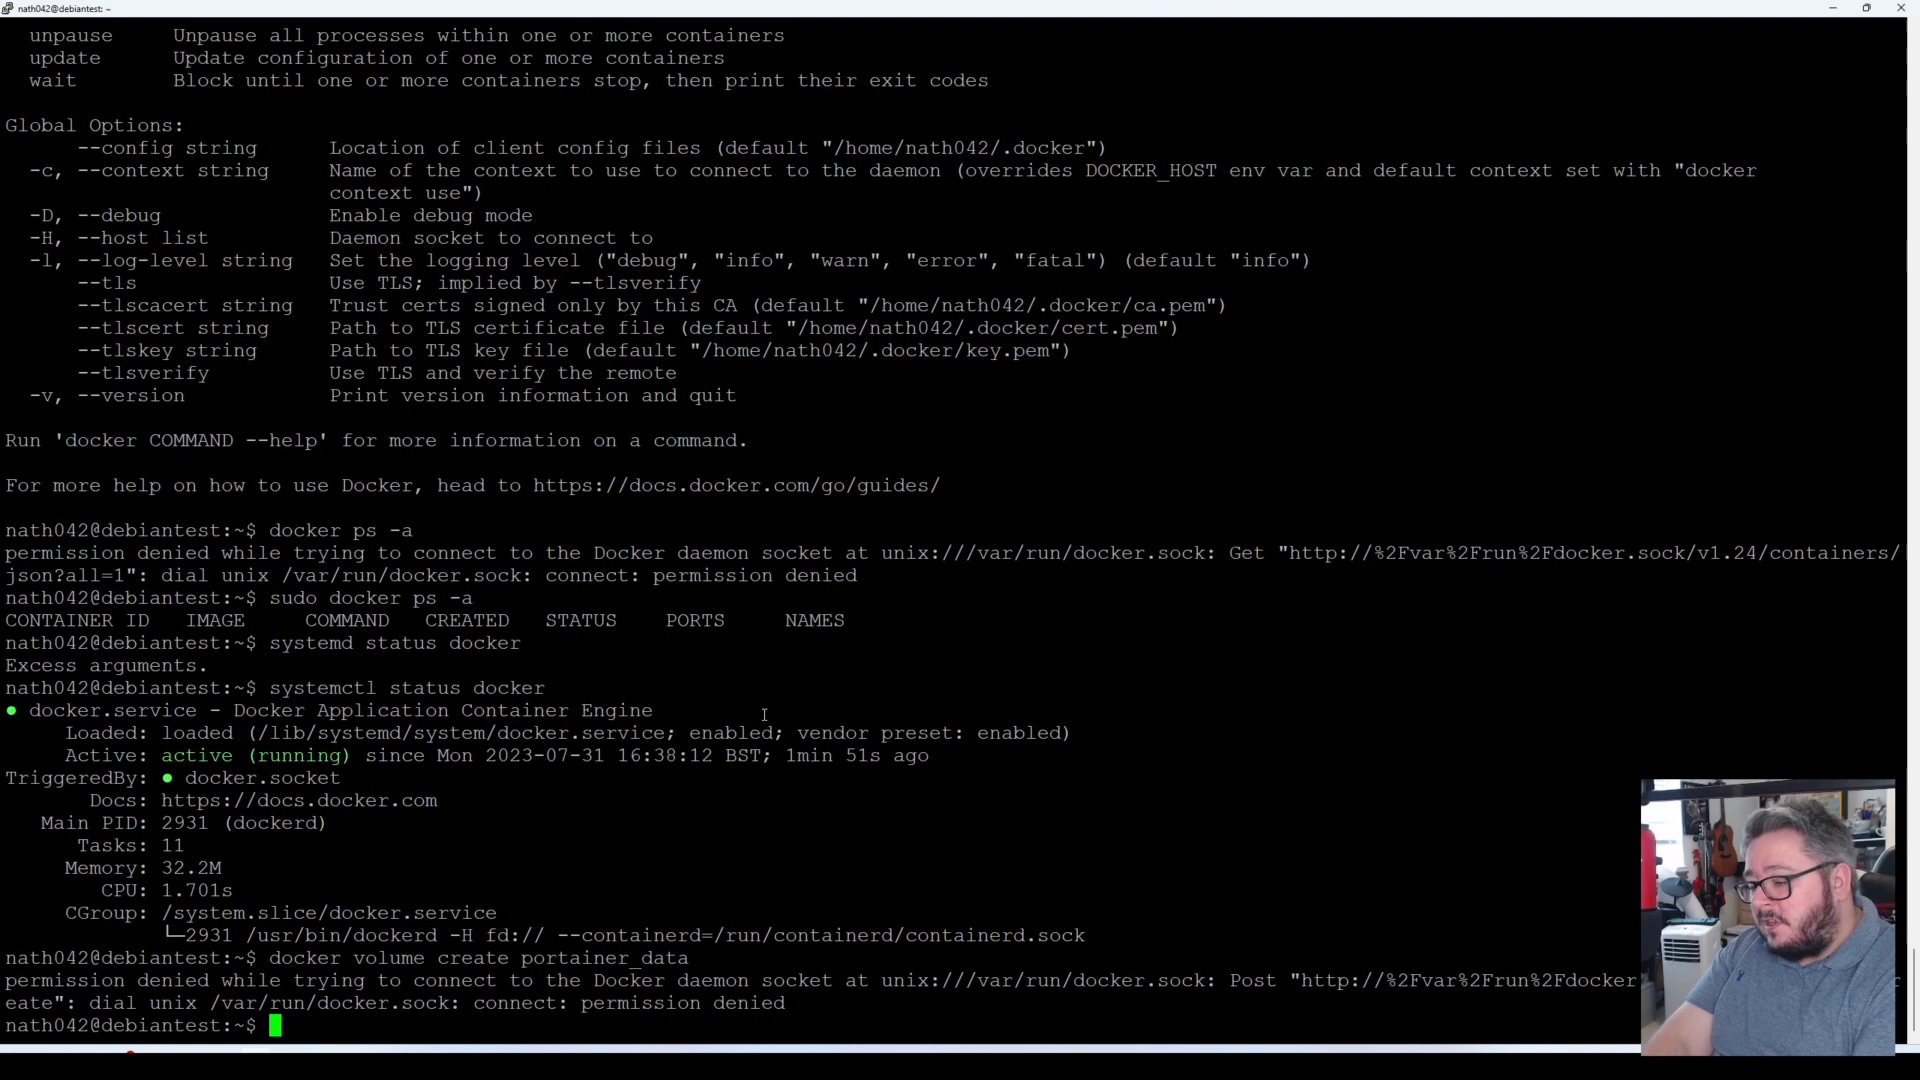 nath042@debiantest: ~
unpause Unpause all processes within one or more containers
update Update configuration of one or more containers
wait Block until one or more containers stop, then print their exit codes
Global Options:
--config string Location of client config files (default "/home/nath042/.docker")
-c, --context string Name of the context to use to connect to the daemon (overrides DOCKER_HOST env var and default context set with "docker
context use")
-D, --debug Enable debug mode
-H, --host list Daemon socket to connect to
-l, --log-level string Set the logging level ("debug", "info", "warn", "error", "fatal") (default "info")
--tls Use TLS; implied by --tlsverify
--tlscacert string Trust certs signed only by this CA (default "/home/nath042/.docker/ca.pem")
--tlscert string Path to TLS certificate file (default "/home/nath042/.docker/cert.pem")
--tlskey string Path to TLS key file (default "/home/nath042/.docker/key.pem")
--tlsverify Use TLS and verify the remote
-v, --version Print version information and quit
Run 'docker COMMAND --help' for more information on a command.
For more help on how to use Docker, head to https://docs.docker.com/go/guides/
nath042@debiantest:~$ docker ps -a
permission denied while trying to connect to the Docker daemon socket at unix:///var/run/docker.sock: Get "http://%2Fvar%2Frun%2Fdocker.sock/v1.24/containers/
json?all=1": dial unix /var/run/docker.sock: connect: permission denied
nath042@debiantest:~$ sudo docker ps -a
CONTAINER ID IMAGE COMMAND CREATED STATUS PORTS NAMES
nath042@debiantest:~$ systemd status docker
Excess arguments.
nath042@debiantest:~$ systemctl status docker
● docker.service - Docker Application Container Engine
Loaded: loaded (/lib/systemd/system/docker.service; enabled; vendor preset: enabled)
Active: active (running) since Mon 2023-07-31 16:38:12 BST; 1min 51s ago
TriggeredBy: ● docker.socket
Docs: https://docs.docker.com
Main PID: 2931 (dockerd)
Tasks: 11
Memory: 32.2M
CPU: 1.701s
CGroup: /system.slice/docker.service
└─2931 /usr/bin/dockerd -H fd:// --containerd=/run/containerd/containerd.sock
nath042@debiantest:~$ docker volume create portainer_data
permission denied while trying to connect to the Docker daemon socket at unix:///var/run/docker.sock: Post "http://%2Fvar%2Frun%2Fdocker
eate": dial unix /var/run/docker.sock: connect: permission denied
nath042@debiantest:~$